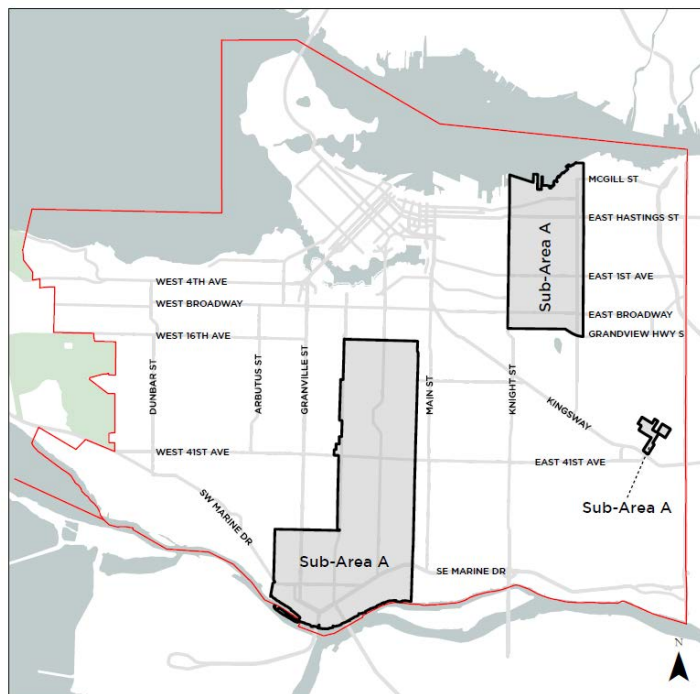 MCGILL ST
EAST HASTINGS ST
Sub-Area A
EAST 1ST AVE
WEST 4TH AVE
WEST BROADWAY
EAST BROADWAY
WEST 16TH AVE
GRANDVIEW HWY S
DUNBAR ST
ARBUTUS ST
GRANVILLE ST
MAIN ST
KNIGHT ST
KINGSWAY
WEST 41ST AVE
EAST 41ST AVE
SW MARINE DR
Sub-Area A
Sub-Area A
SE MARINE DR
N